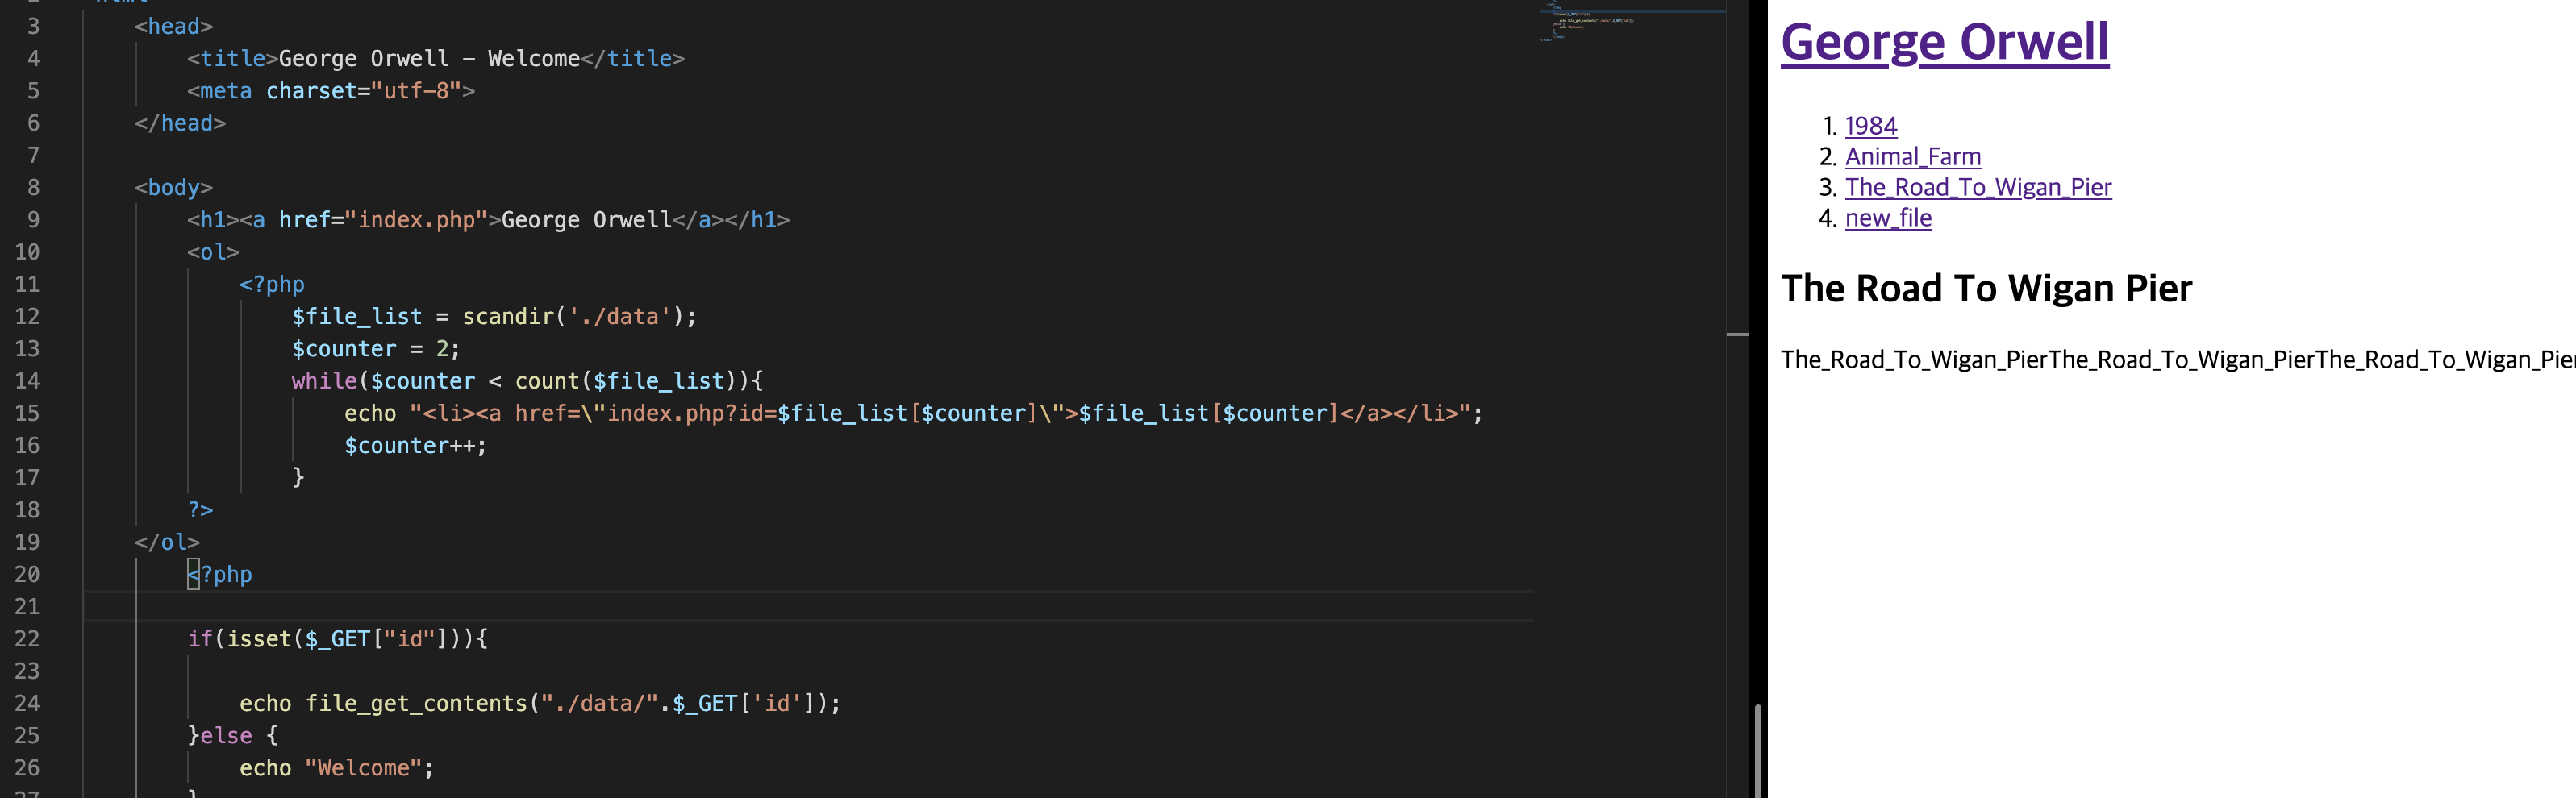 3 <head>
4 <title>George Orwell – Welcome</title>
5 <meta charset="utf-8">
6 </head>
7
8 <body>
9 <h1><a href="index.php">George Orwell</a></h1>
10 <ol>
11 <?php
12 $file_list = scandir('./data');
13 $counter = 2;
14 while($counter < count($file_list)){
15 echo "<li><a href=\"index.php?id=$file_list[$counter]\">$file_list[$counter]</a></li>";
16 $counter++;
17 }
18 ?>
19 </ol>
20 <?php
21
22 if(isset($_GET["id"])){
23
24 echo file_get_contents("./data/".$_GET['id']);
25 }else {
26 echo "Welcome";
27 }
George Orwell
1. 1984
2. Animal_Farm
3. The_Road_To_Wigan_Pier
4. new_file
The Road To Wigan Pier
The_Road_To_Wigan_PierThe_Road_To_Wigan_PierThe_Road_To_Wigan_Pie